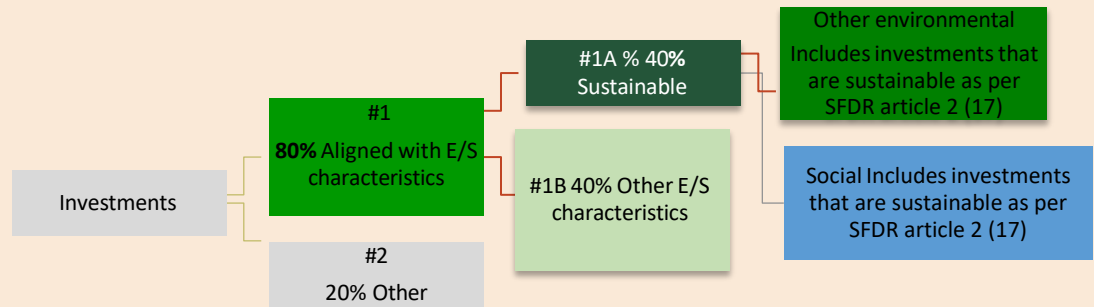 Investments
#1
80% Aligned with E/S
characteristics
#2
20% Other
#1A % 40%
Sustainable
#1B 40% Other E/S
characteristics
Other environmental
Includes investments that
are sustainable as per
SFDR article 2 (17)
Social Includes investments
that are sustainable as per
SFDR article 2 (17)